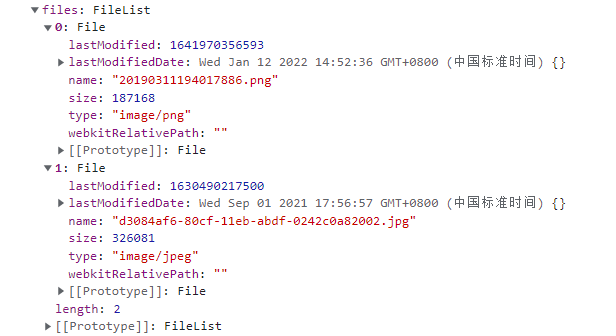 files: FileList
0: File
lastModified: 1641970356593
lastModifiedDate: Wed Jan 12 2022 14:52:36 GMT+0800 (中国标准时间) {}
name: "20190311194017886.png"
size: 187168
type: "image/png"
webkitRelativePath: ""
[[Prototype]]: File
1: File
lastModified: 1630490217500
lastModifiedDate: Wed Sep 01 2021 17:56:57 GMT+0800 (中国标准时间) {}
name: "d3084af6-80cf-11eb-abdf-0242c0a82002.jpg"
size: 326081
type: "image/jpeg"
webkitRelativePath: ""
[[Prototype]]: File
length: 2
[[Prototype]]: FileList